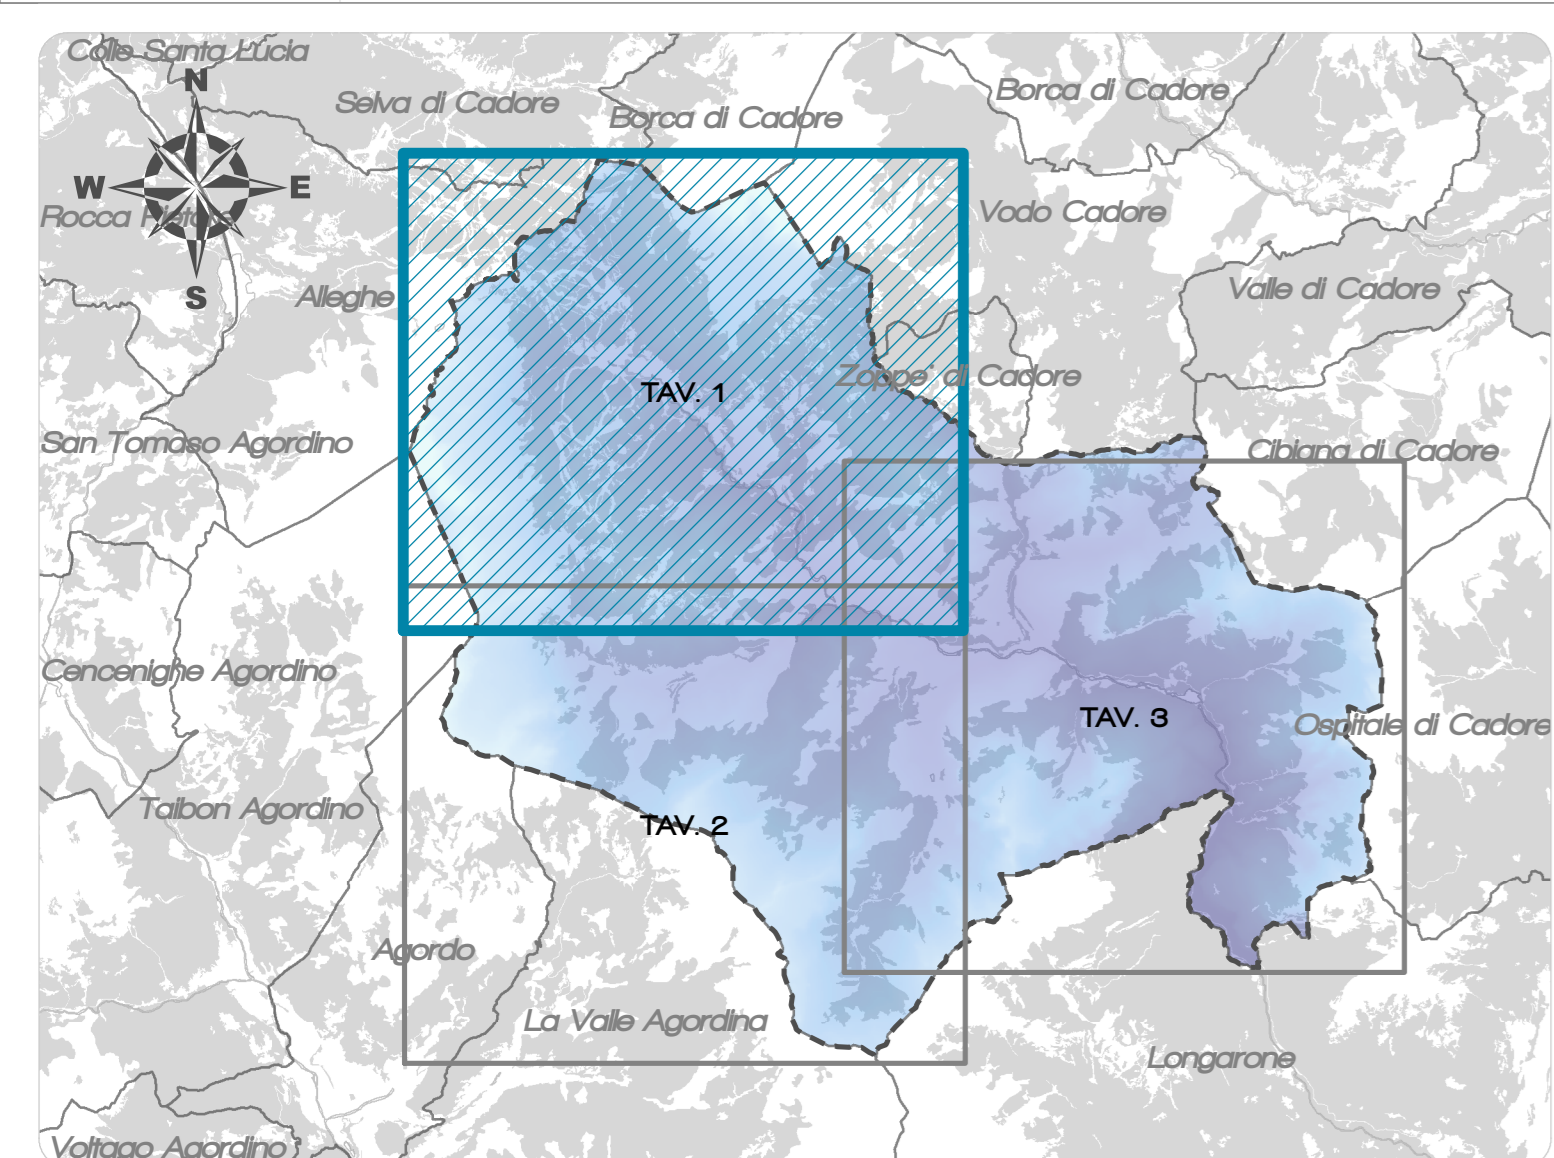 Colle Santa Lucia
N
Selva di Cadore
Borca di Cadore
Borca di Cadore
W
E
Rocca Pietore
Vodo Cadore
S
Alleghe
Valle di Cadore
TAV. 1
Zoppe' di Cadore
San Tomaso Agordino
Cibiana di Cadore
Cencenighe Agordino
TAV. 3
Ospitale di Cadore
Taibon Agordino
TAV. 2
Agordo
La Valle Agordina
Longarone
Voltago Agordino